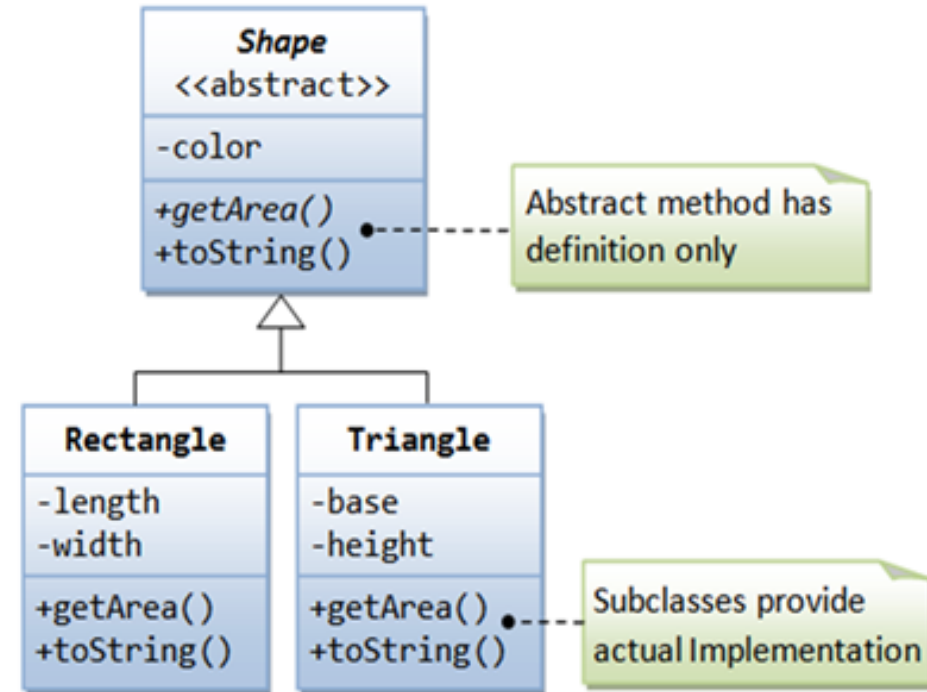 Shape
<<abstract>>
-color
+getArea()
+toString()
Abstract method has
definition only
Rectangle
-length
-width
+getArea()
+toString()
Triangle
-base
-height
+getArea()
+toString()
Subclasses provide
actual Implementation